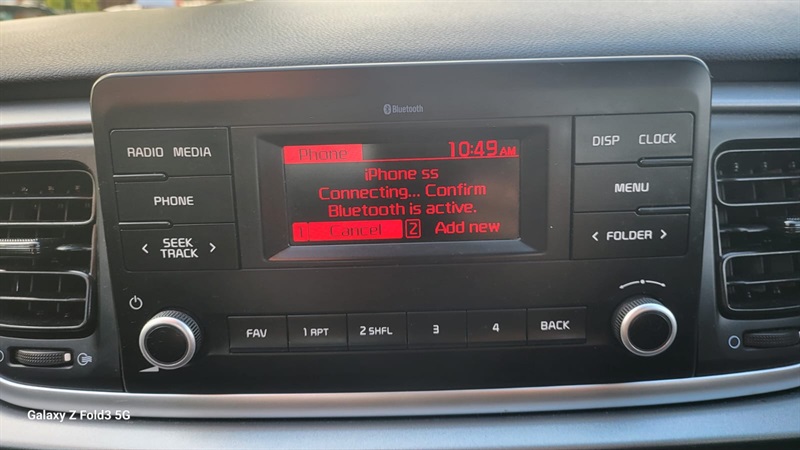 Bluetooth
RADIO MEDIA
PHONE
< SEEK TRACK >
Phone 10:49 AM
iPhone ss
Connecting... Confirm
Bluetooth is active.
1 Cancel 2 Add new
DISP CLOCK
MENU
< FOLDER >
FAV 1 RPT 2 SHFL 3 4 BACK
Galaxy Z Fold3 5G